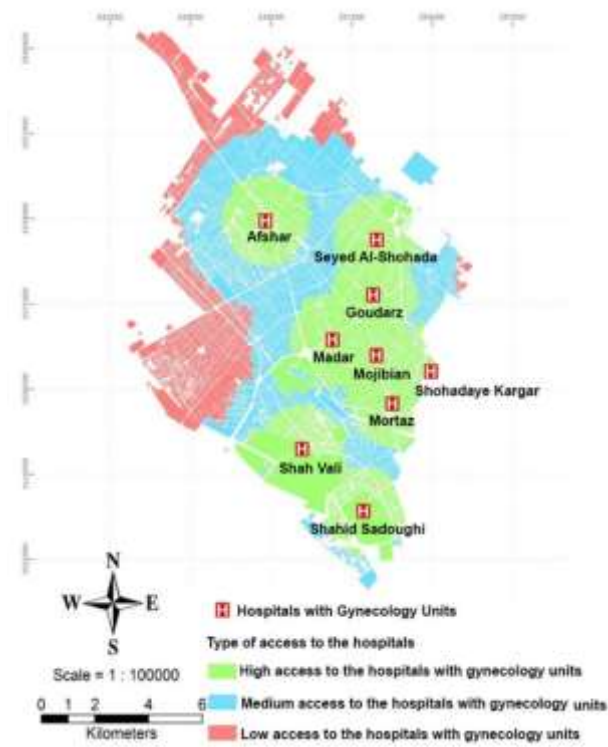 Afshar
Seyed Al-Shohada
Goudarz
Madar
Mojibian
Shohadaye Kargar
Mortaz
Shah Vali
Shahid Sadoughi
N
W E
S
H Hospitals with Gynecology Units
Type of access to the hospitals
Scale = 1 : 100000
High access to the hospitals with gynecology units
0 1 2 4 6
Medium access to the hospitals with gynecology units
Kilometers
Low access to the hospitals with gynecology units